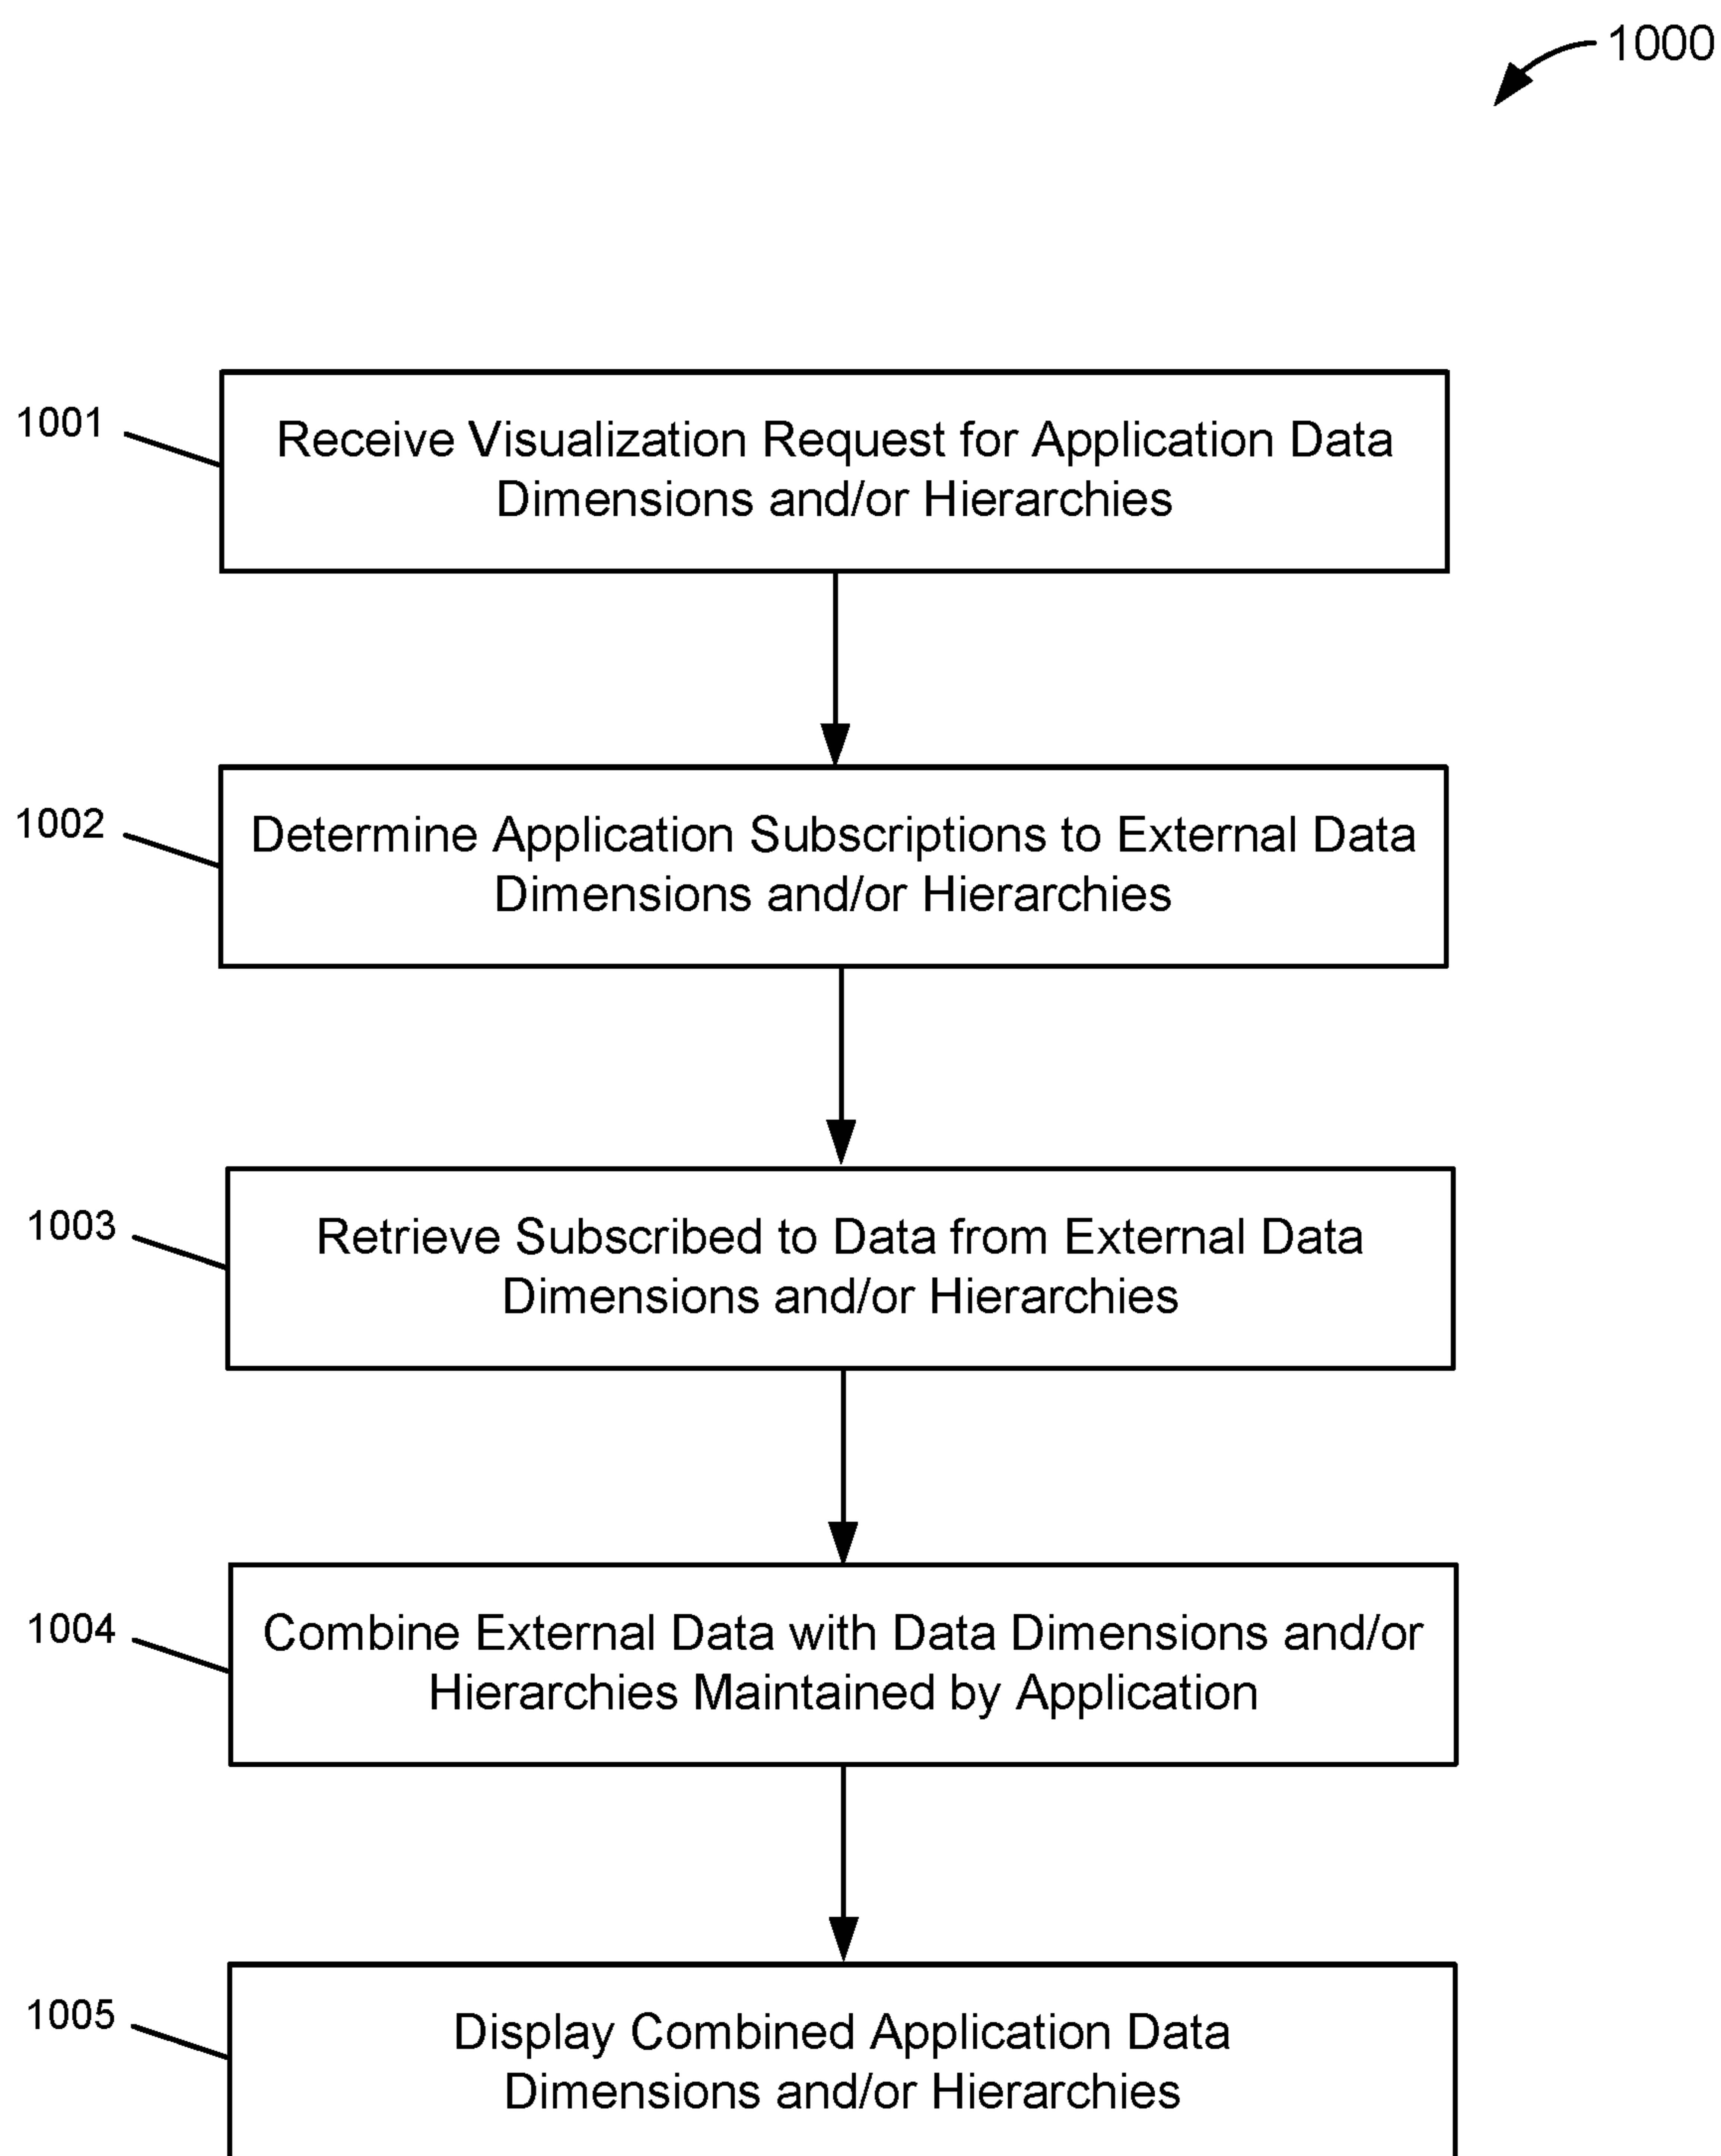 1000
1001
Receive Visualization Request for Application Data
Dimensions and/or Hierarchies
1002
Determine Application Subscriptions to External Data
Dimensions and/or Hierarchies
1003
Retrieve Subscribed to Data from External Data
Dimensions and/or Hierarchies
1004
Combine External Data with Data Dimensions and/or
Hierarchies Maintained by Application
1005
Display Combined Application Data
Dimensions and/or Hierarchies